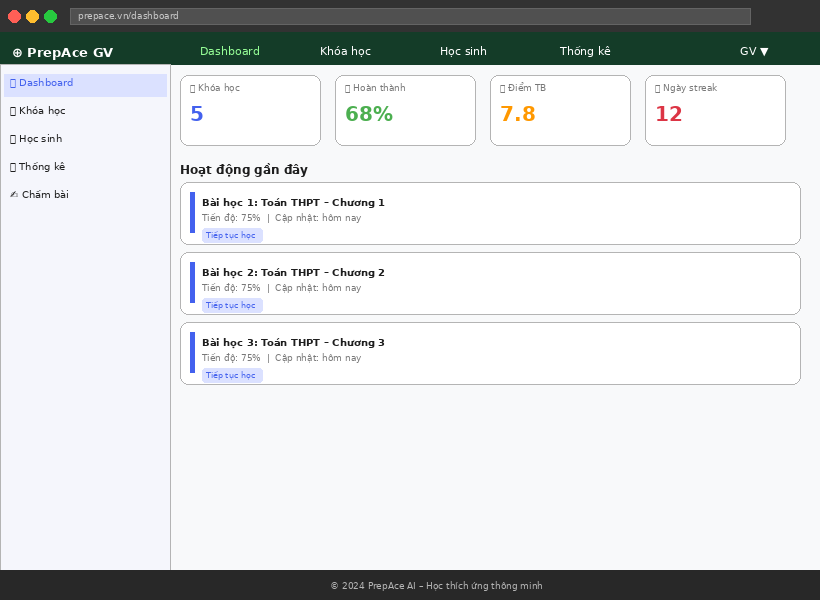 prepace.vn/dashboard
⊕ PrepAce GV Dashboard Khóa học Học sinh Thống kê GV ▼
Dashboard
Khóa học
Học sinh
Thống kê
✍ Chấm bài
Khóa học
5
Hoàn thành
68%
Điểm TB
7.8
Ngày streak
12
Hoạt động gần đây
Bài học 1: Toán THPT – Chương 1
Tiến độ: 75% | Cập nhật: hôm nay
Tiếp tục học
Bài học 2: Toán THPT – Chương 2
Tiến độ: 75% | Cập nhật: hôm nay
Tiếp tục học
Bài học 3: Toán THPT – Chương 3
Tiến độ: 75% | Cập nhật: hôm nay
Tiếp tục học
© 2024 PrepAce AI – Học thích ứng thông minh